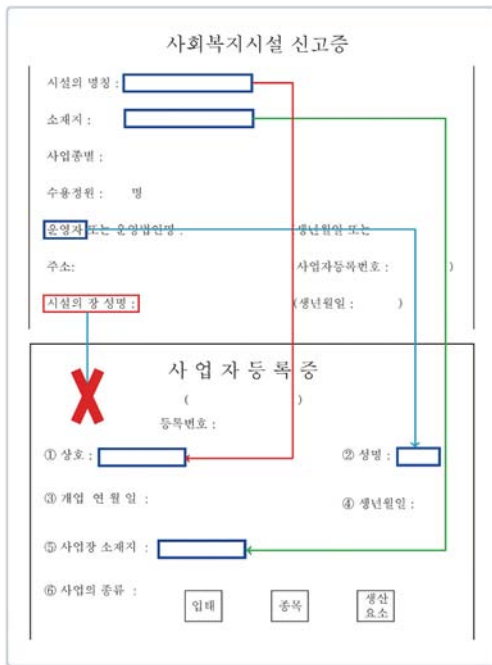 사회복지시설 신고증
시설의 명칭 :
소재지 :
사업종별 :
수용정원 : 명
운영자 또는 운영법인명 : 생년월일 또는
주소: 사업자등록번호 : )
시설의 장 성명 : (생년월일 : )
사 업 자 등 록 증
( )
등록번호 :
① 상호 : ② 성명 :
③ 개업 연 월 일 : ④ 생년월일 :
⑤ 사업장 소재지 :
⑥ 사업의 종류 : 업태 종목 생산
요소